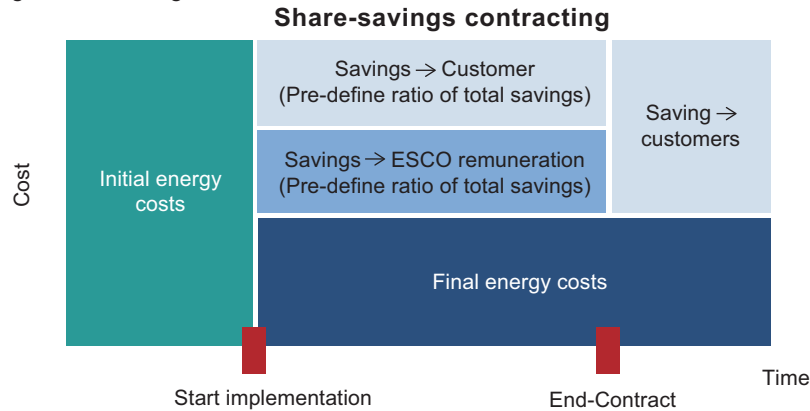 Share-savings contracting
Savings → Customer
(Pre-define ratio of total savings)
Saving →
customers
Savings → ESCO remuneration
(Pre-define ratio of total savings)
Initial energy
costs
Cost
Final energy costs
Time
Start implementation
End-Contract